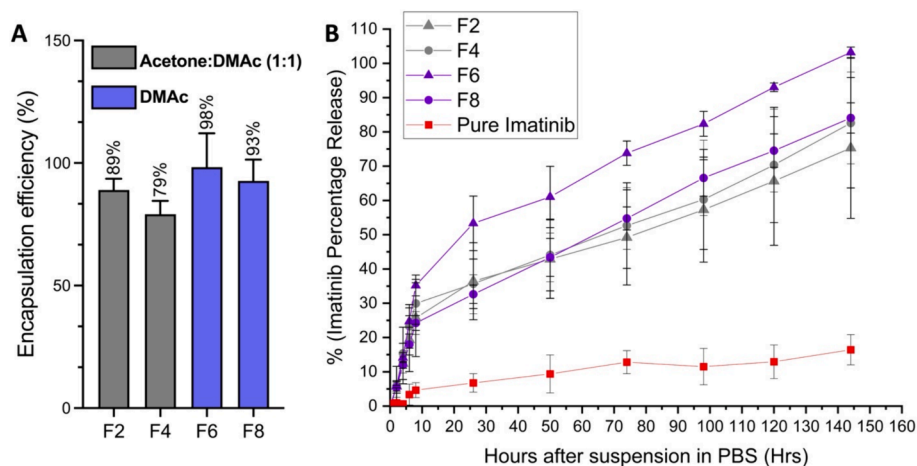 A
Encapsulation efficiency (%)
150
100
50
0
Acetone:DMAc (1:1)
DMAc
89%
79%
98%
93%
F2 F4 F6 F8
B
% (Imatinib Percentage Release)
110
100
90
80
70
60
50
40
30
20
10
0
F2
F4
F6
F8
Pure Imatinib
0 10 20 30 40 50 60 70 80 90 100 110 120 130 140 150 160
Hours after suspension in PBS (Hrs)